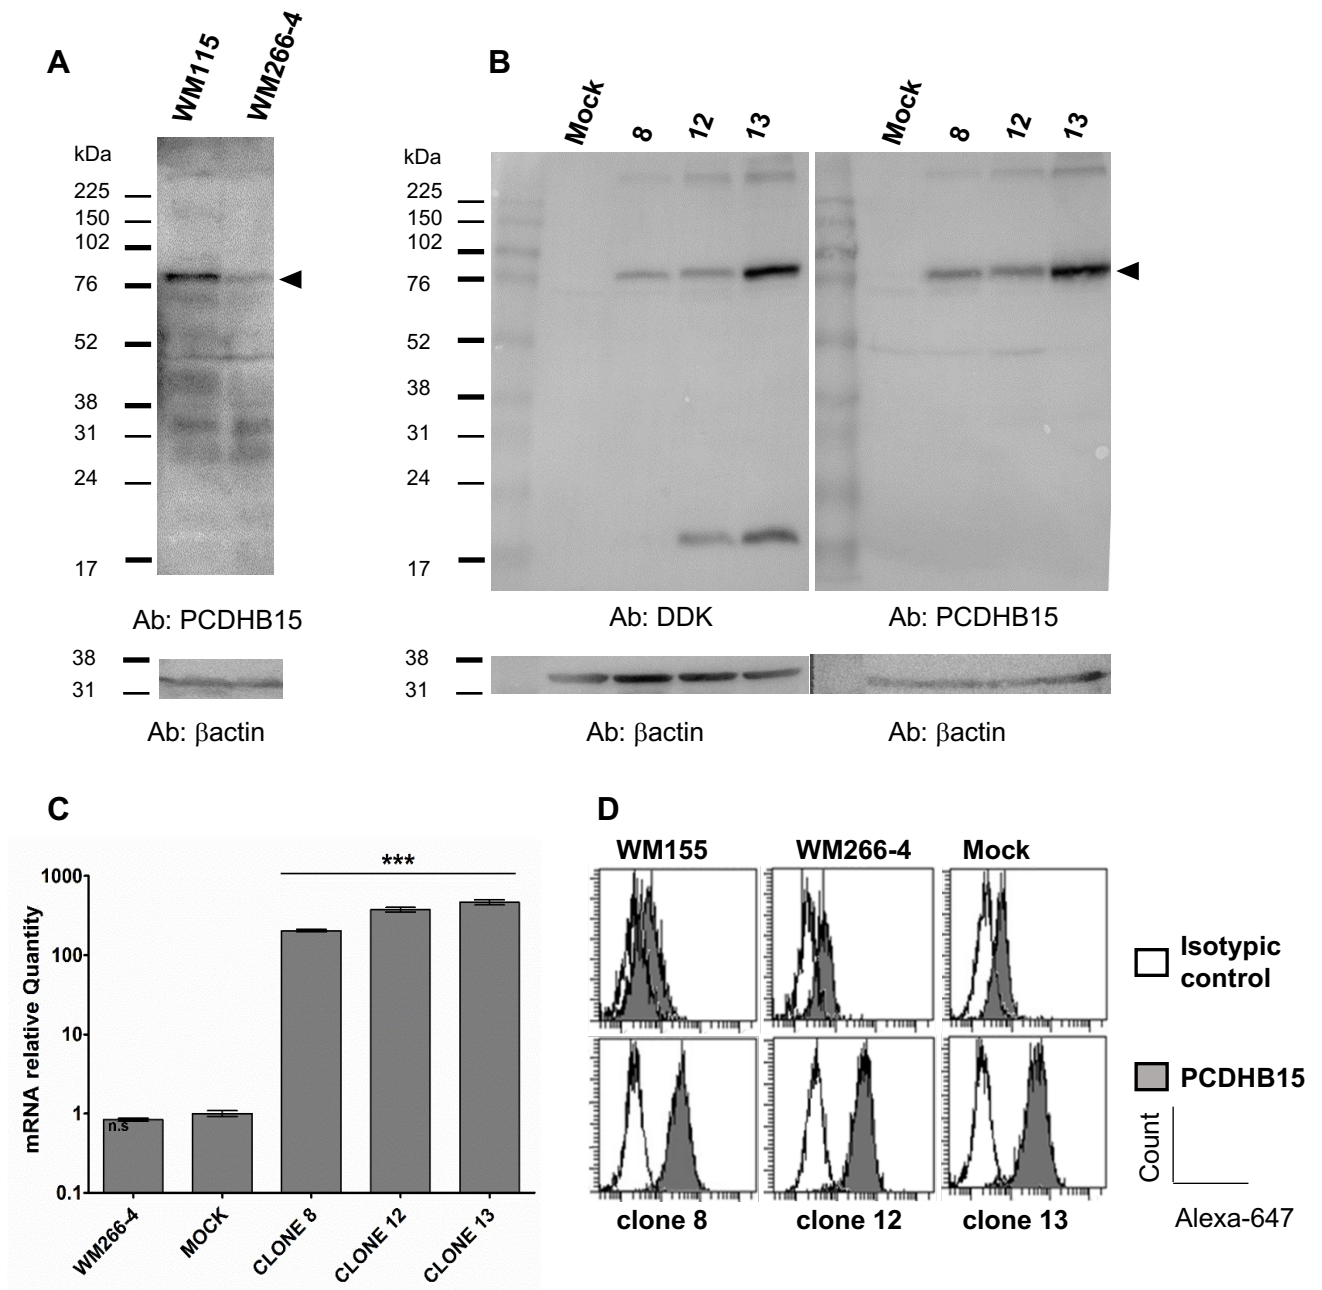 A
WM115
WM266-4
kDa
225
150
102
76
52
38
31
24
17
Ab: PCDHB15
38
31
Ab: βactin
B
Mock
8
12
13
Mock
8
12
13
kDa
225
150
102
76
52
38
31
24
17
Ab: DDK
Ab: PCDHB15
38
31
Ab: βactin
Ab: βactin
C
***
mRNA relative Quantity
1000
100
10
1
0.1
n.s
WM266-4
MOCK
CLONE 8
CLONE 12
CLONE 13
D
WM155
WM266-4
Mock
clone 8
clone 12
clone 13
Isotypic
control
PCDHB15
Count
Alexa-647